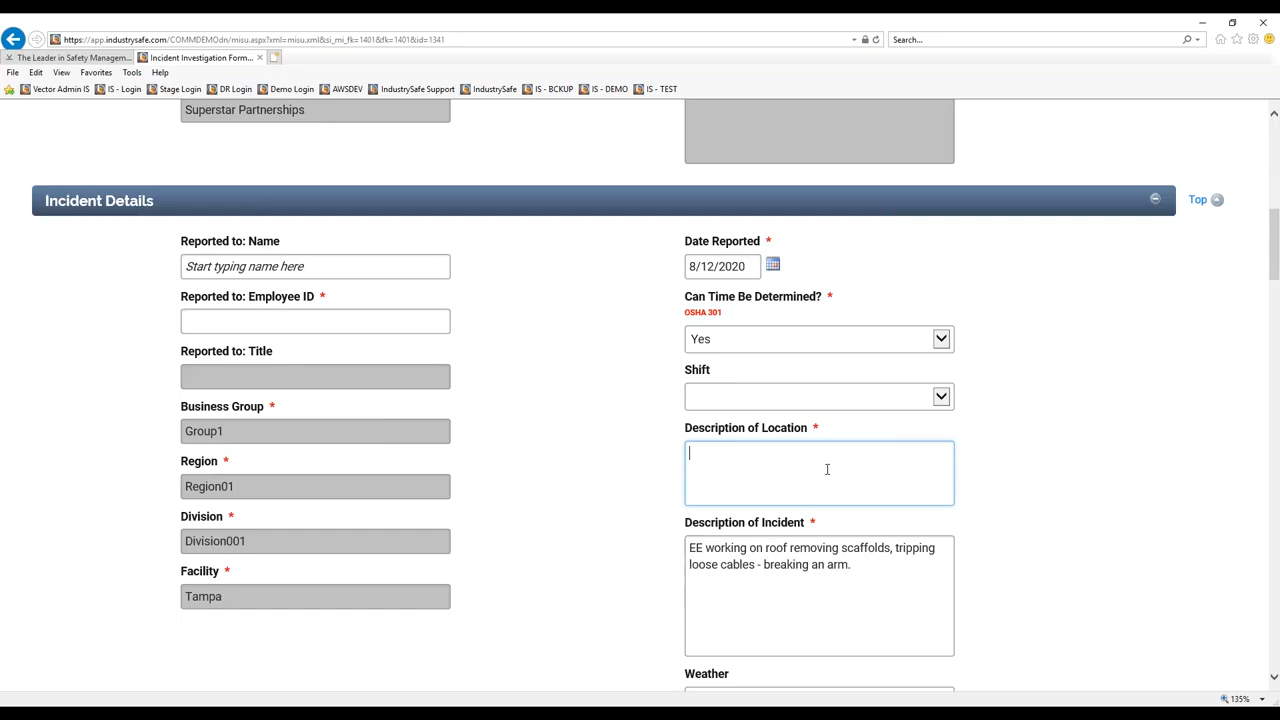 https://app.industrysafe.com/COMMDEMOdn/misu.aspx?xml=misu.xml&si_mi_fk=1401&fk=1401&id=1341
Search...
The Leader in Safety Managem...
Incident Investigation Form...
File Edit View Favorites Tools Help
Vector Admin IS IS - Login Stage Login DR Login Demo Login AWSDEV IndustrySafe Support IndustrySafe IS - BCKUP IS - DEMO IS - TEST
Superstar Partnerships
Incident Details
Top
Reported to: Name
Start typing name here
Reported to: Employee ID *
Reported to: Title
Business Group *
Group1
Region *
Region01
Division *
Division001
Facility *
Tampa
Date Reported *
8/12/2020
Can Time Be Determined? *
OSHA 301
Yes
Shift
Description of Location *
Description of Incident *
EE working on roof removing scaffolds, tripping
loose cables - breaking an arm.
Weather
135%